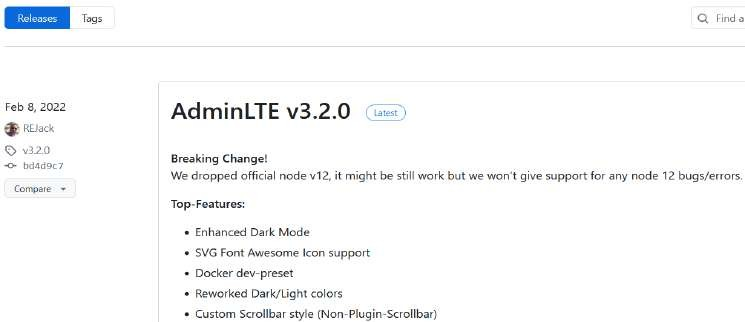 Releases Tags
Find a
Feb 8, 2022
REJack
v3.2.0
bd4d9c7
Compare
AdminLTE v3.2.0 Latest
Breaking Change!
We dropped official node v12, it might be still work but we won't give support for any node 12 bugs/errors.
Top-Features:
Enhanced Dark Mode
SVG Font Awesome Icon support
Docker dev-preset
Reworked Dark/Light colors
Custom Scrollbar style (Non-Plugin-Scrollbar)